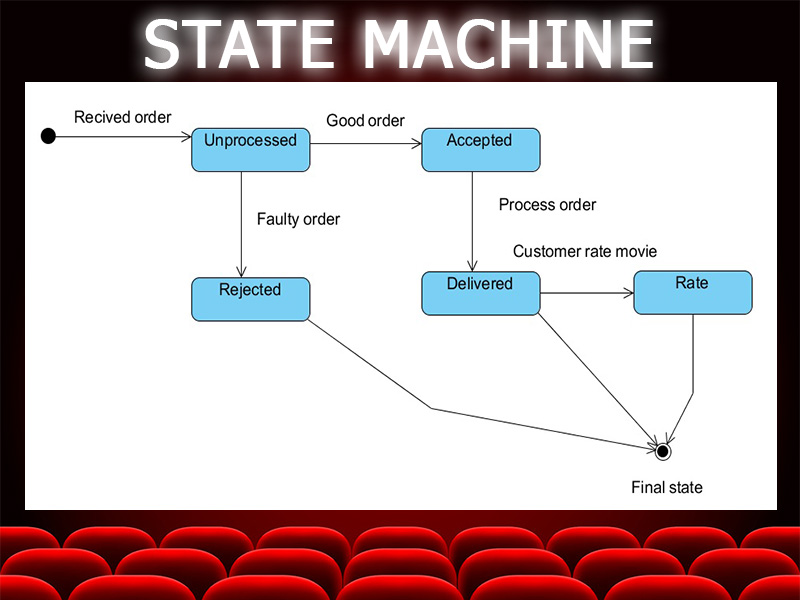 STATE MACHINE
Recived order
Good order
Unprocessed
Accepted
Faulty order
Process order
Customer rate movie
Rejected
Delivered
Rate
Final state